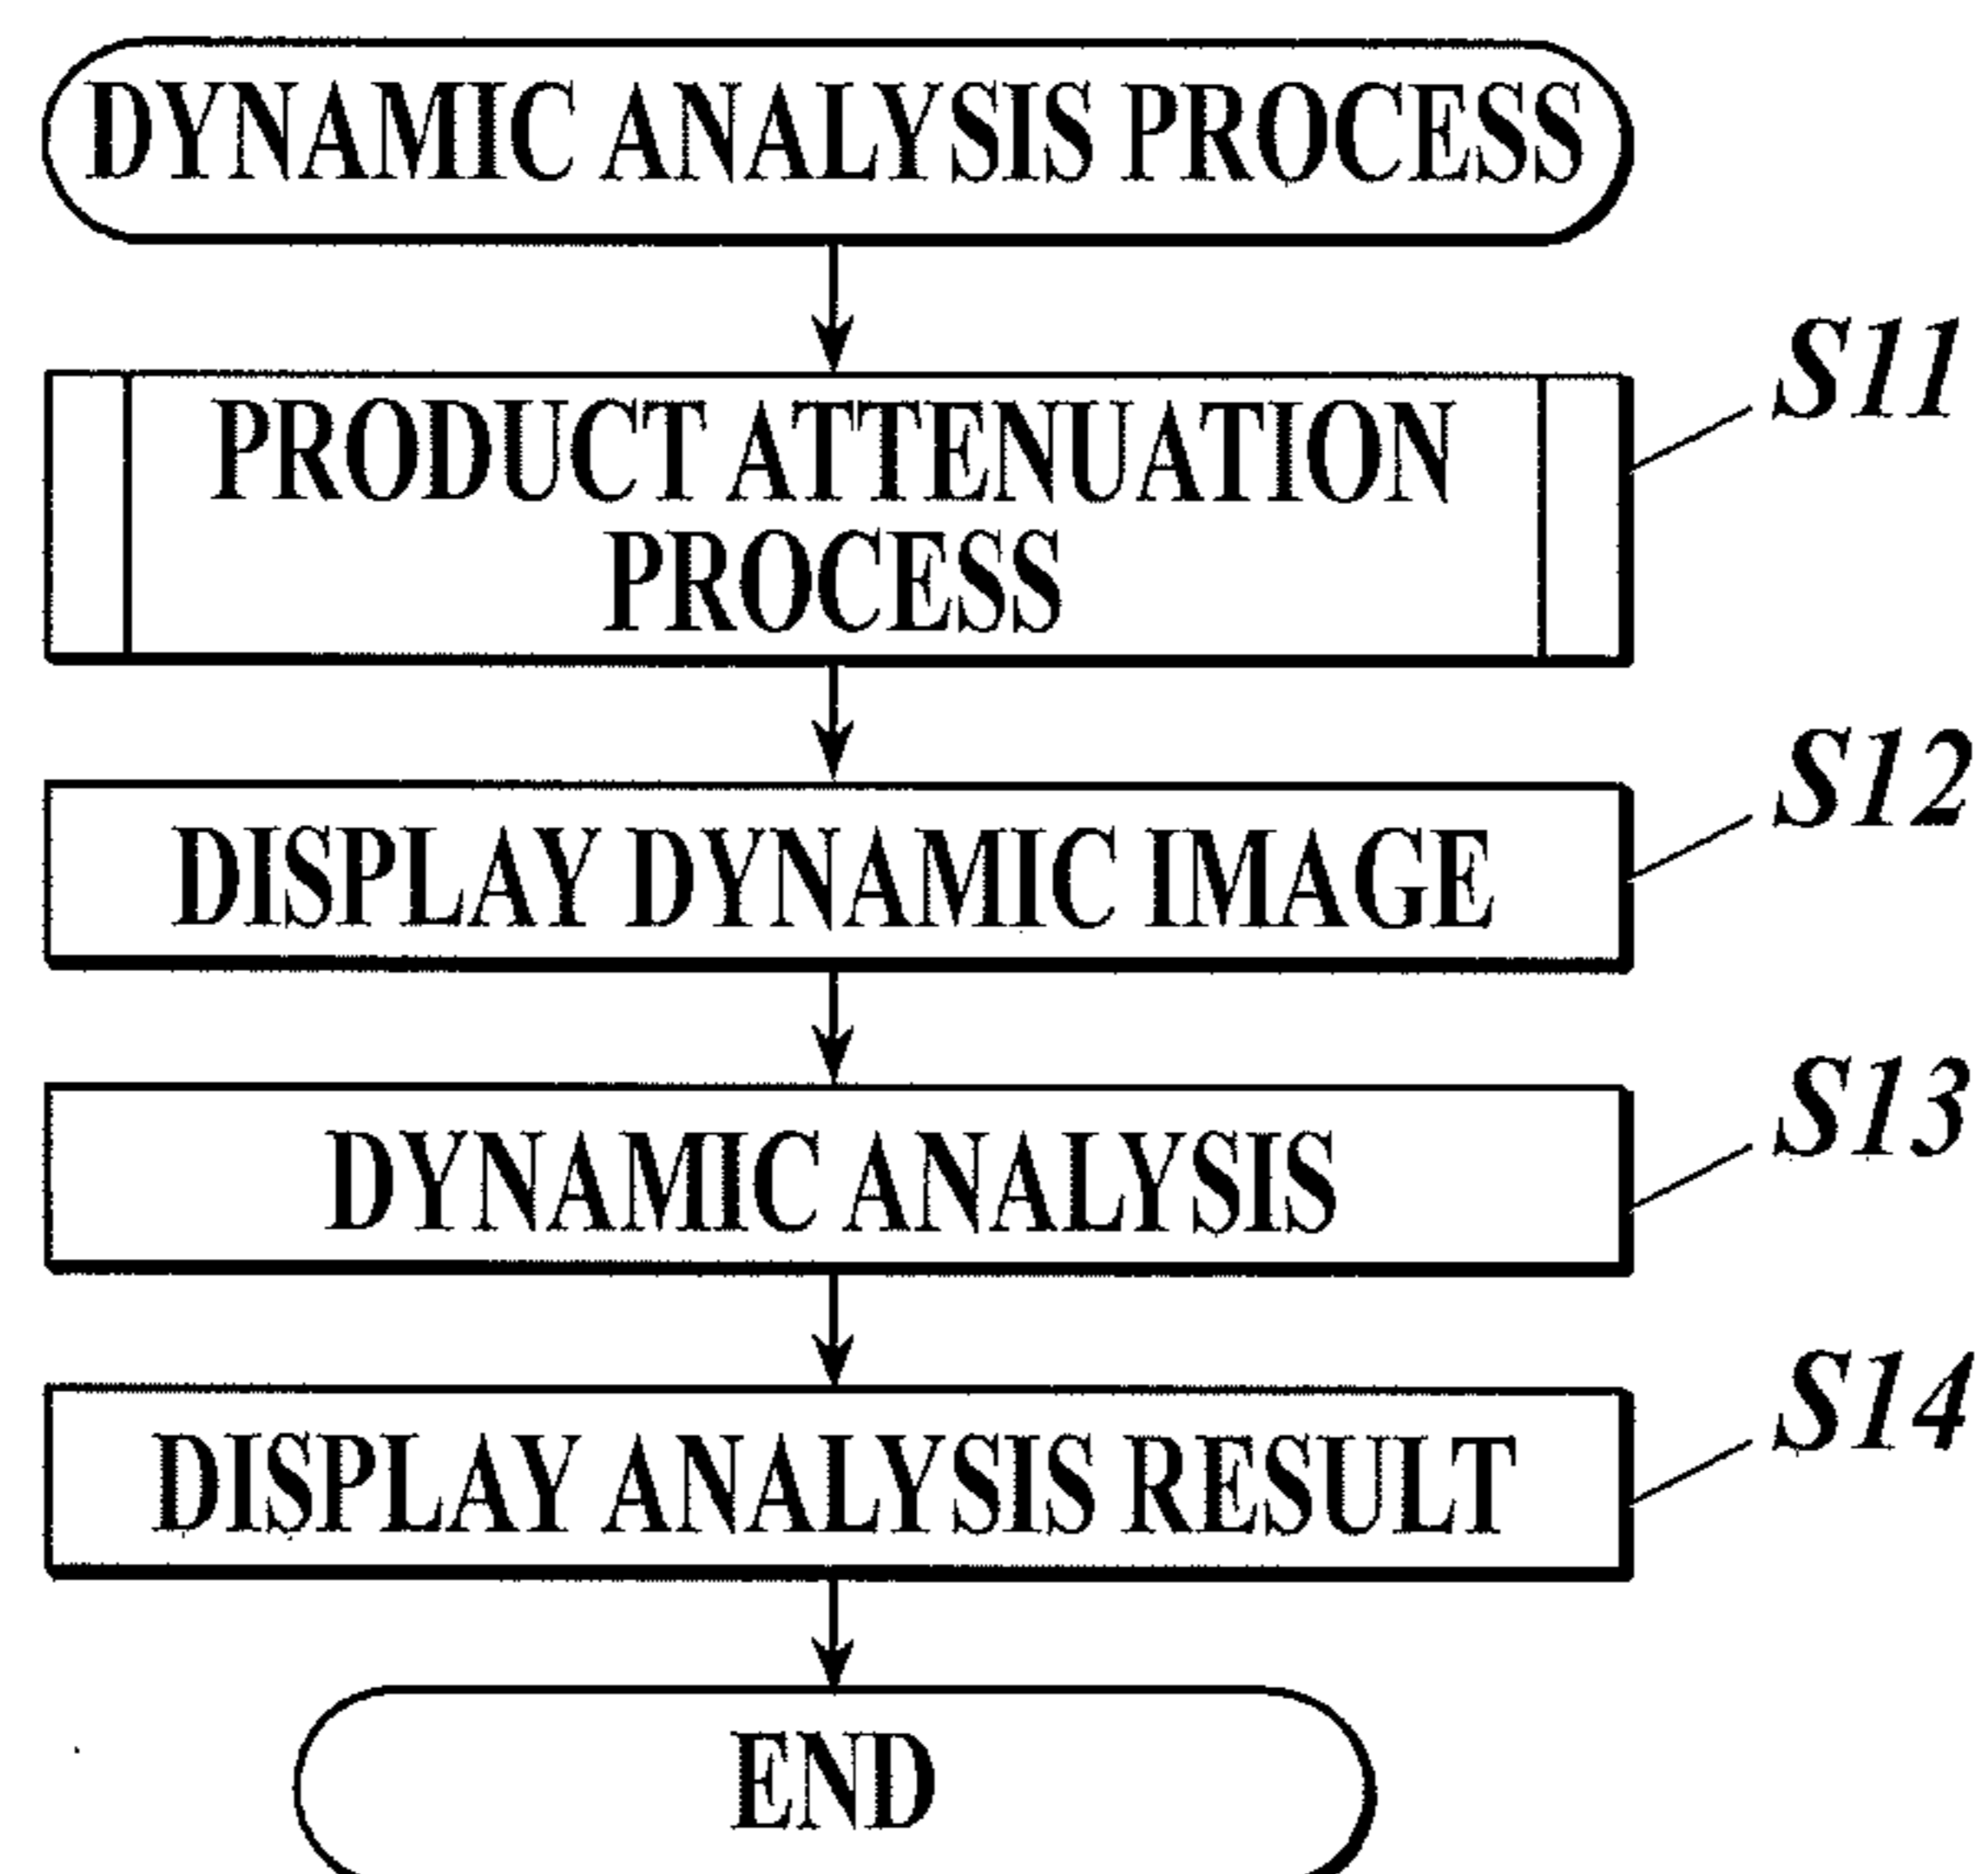 DYNAMIC ANALYSIS PROCESS
S11
PRODUCT ATTENUATION
PROCESS
S12
DISPLAY DYNAMIC IMAGE
S13
DYNAMIC ANALYSIS
S14
DISPLAY ANALYSIS RESULT
END